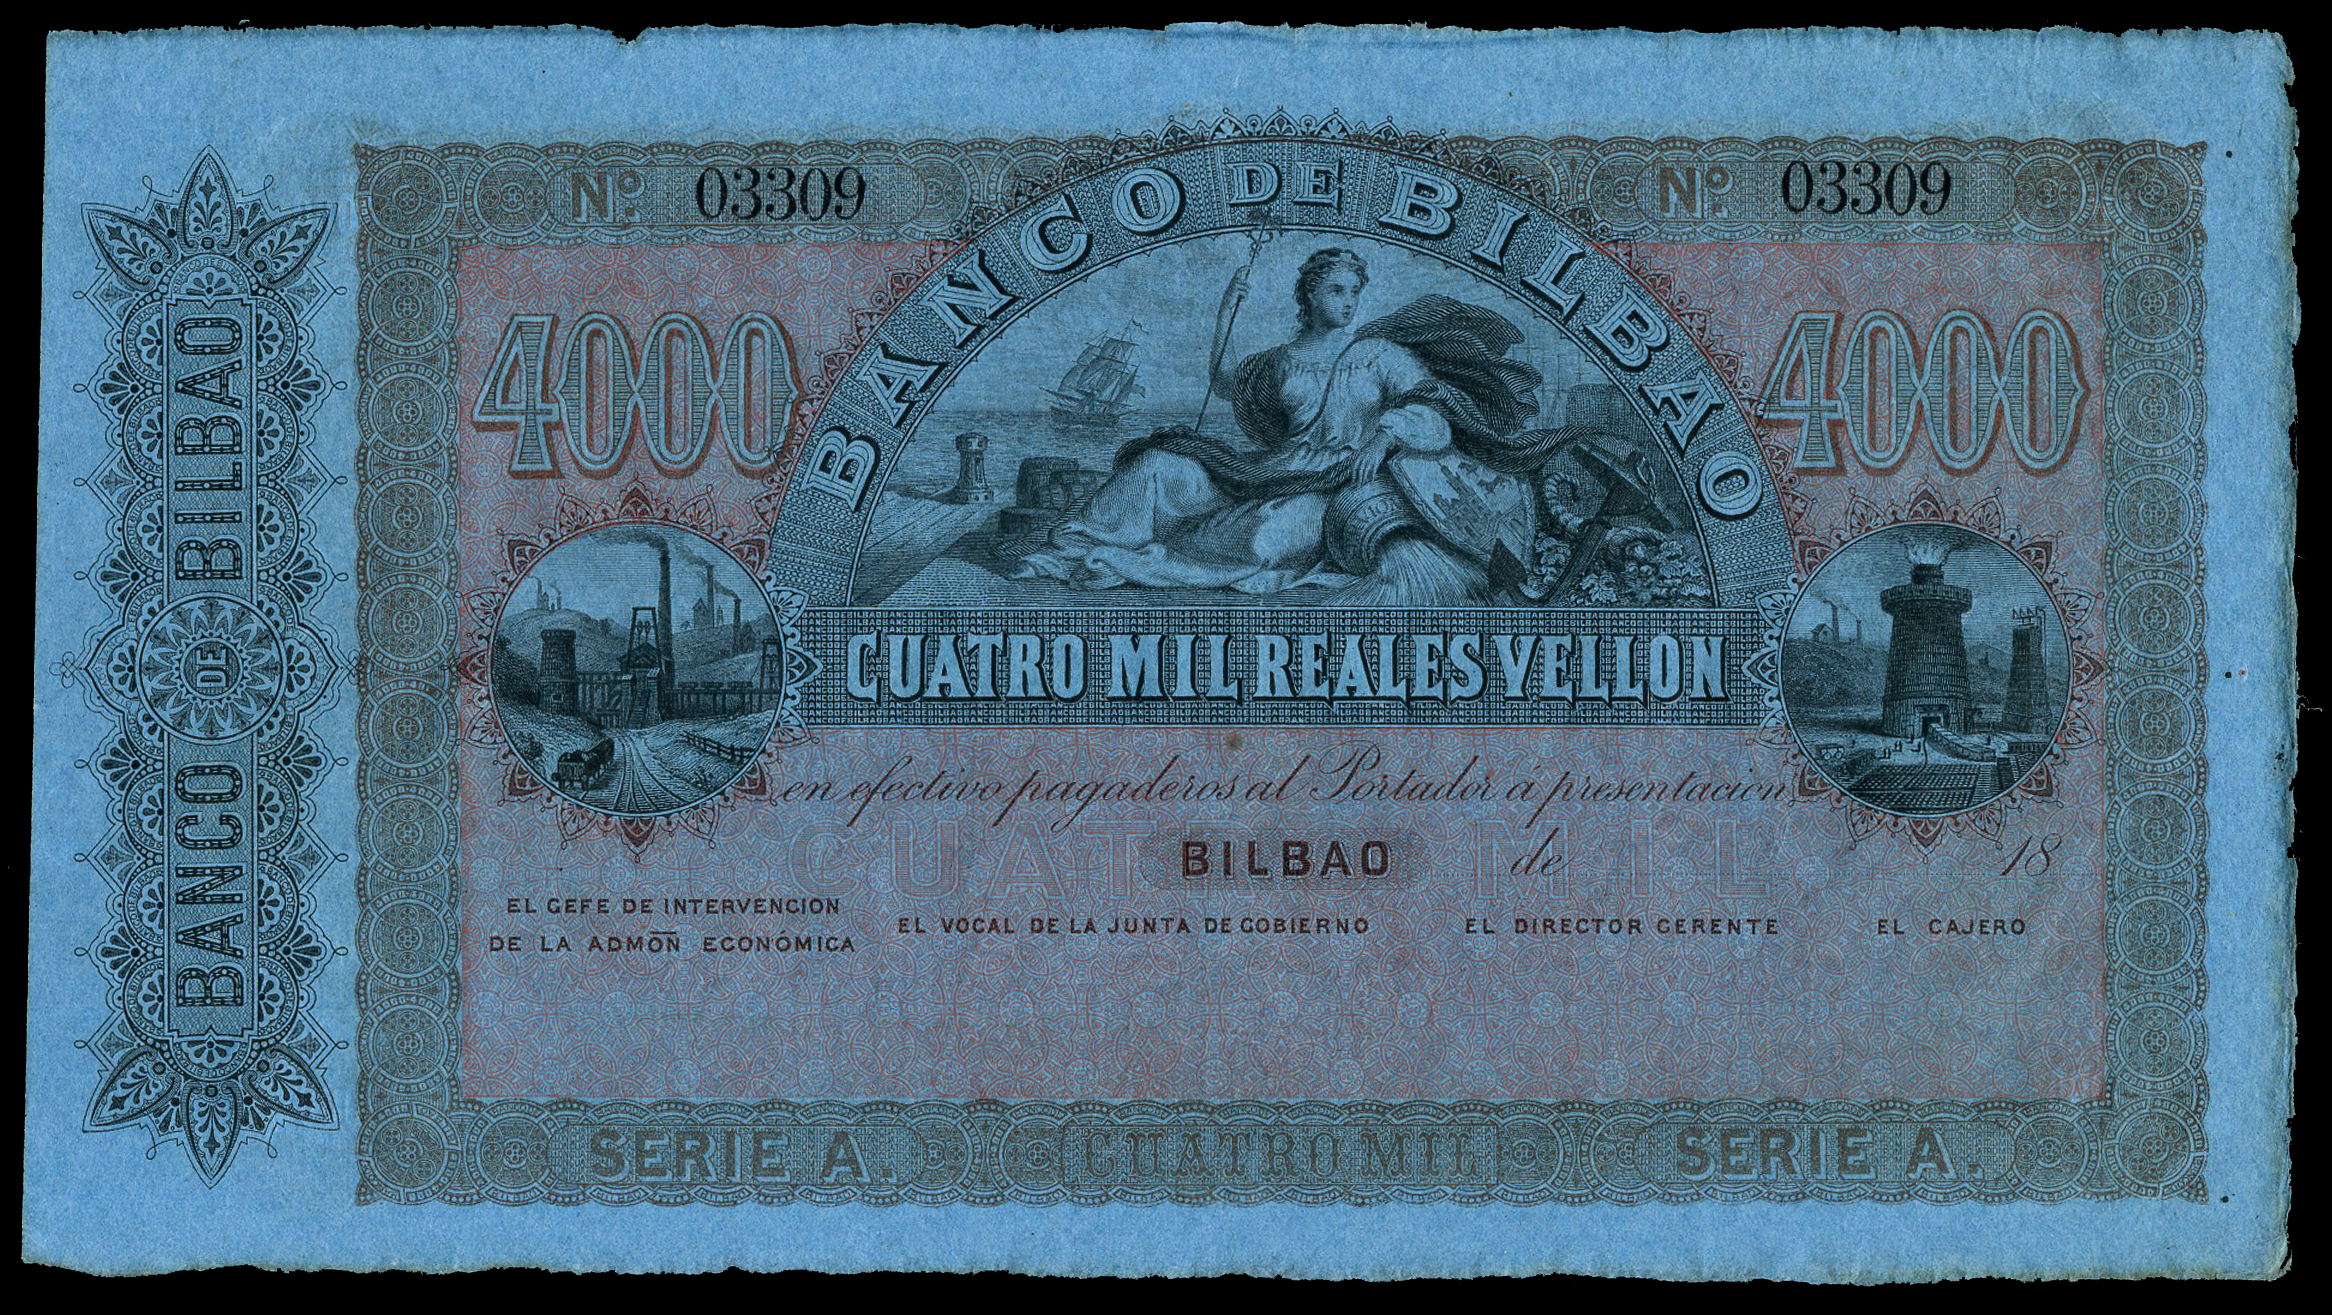 Nº 03309
Nº 03309
BANCO DE BILBAO
BANCO DE BILBAO
4000
4000
CUATRO MIL REALES VELLON
en efectivo pagaderos al Portador á presentacion
CUATRO MIL
BILBAO de 18
EL GEFE DE INTERVENCION
DE LA ADMON ECONÓMICA
EL VOCAL DE LA JUNTA DE GOBIERNO
EL DIRECTOR GERENTE
EL CAJERO
SERIE A.
CUATRO MIL
SERIE A.